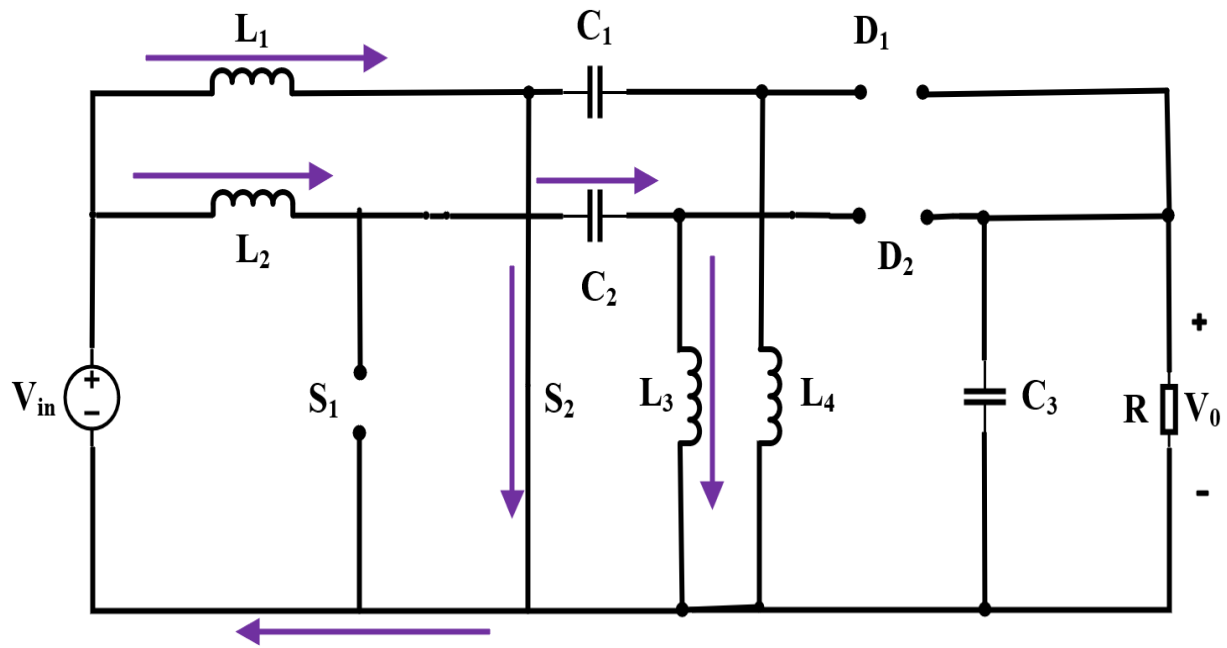 L₁
C₁
D₁
L₂
C₂
D₂
+
Vᵢₙ
+
−
S₁
S₂
L₃
L₄
C₃
R
V₀
-